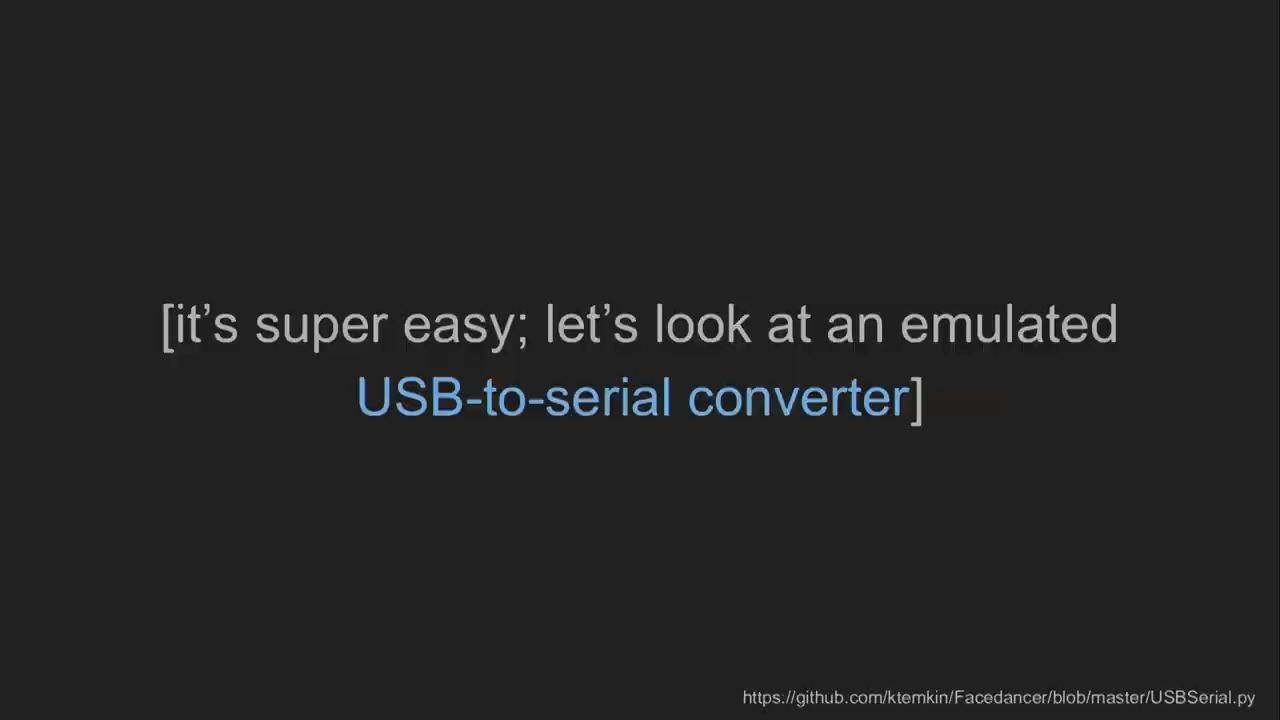 [it’s super easy; let’s look at an emulated
USB-to-serial converter]
https://github.com/ktemkin/Facedancer/blob/master/USBSerial.py